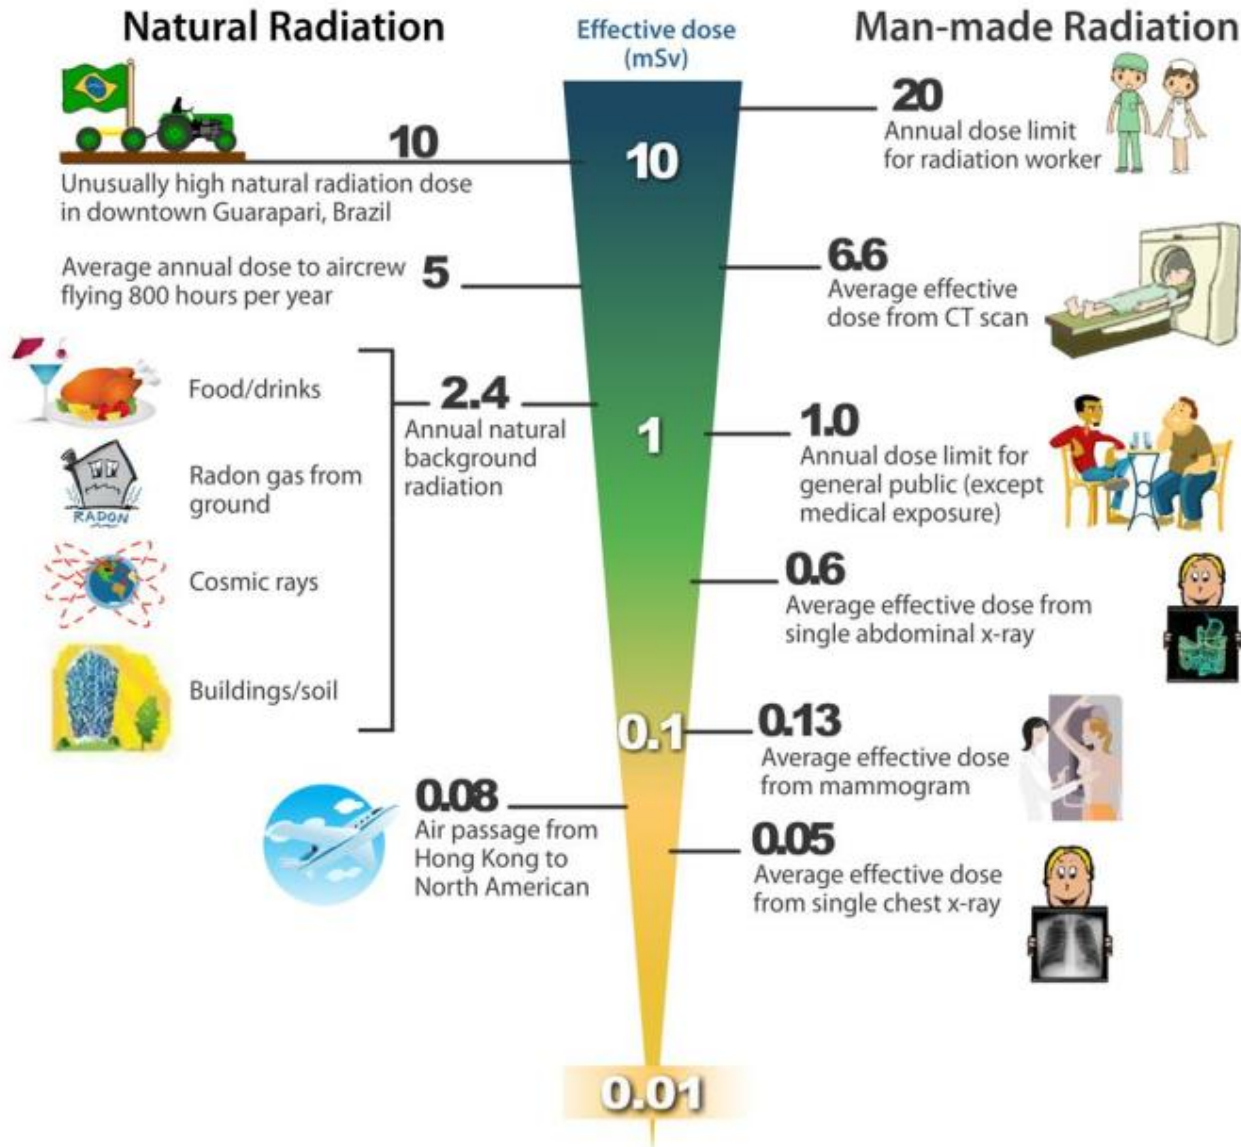 Natural Radiation
Effective dose
(mSv)
Man-made Radiation
10
Unusually high natural radiation dose
in downtown Guarapari, Brazil
Average annual dose to aircrew
flying 800 hours per year
5
Food/drinks
Radon gas from
ground
RADON
Cosmic rays
Buildings/soil
2.4
Annual natural
background
radiation
0.08
Air passage from
Hong Kong to
North American
10
1
0.1
0.01
20
Annual dose limit
for radiation worker
6.6
Average effective
dose from CT scan
1.0
Annual dose limit for
general public (except
medical exposure)
0.6
Average effective dose from
single abdominal x-ray
0.13
Average effective dose
from mammogram
0.05
Average effective dose
from single chest x-ray